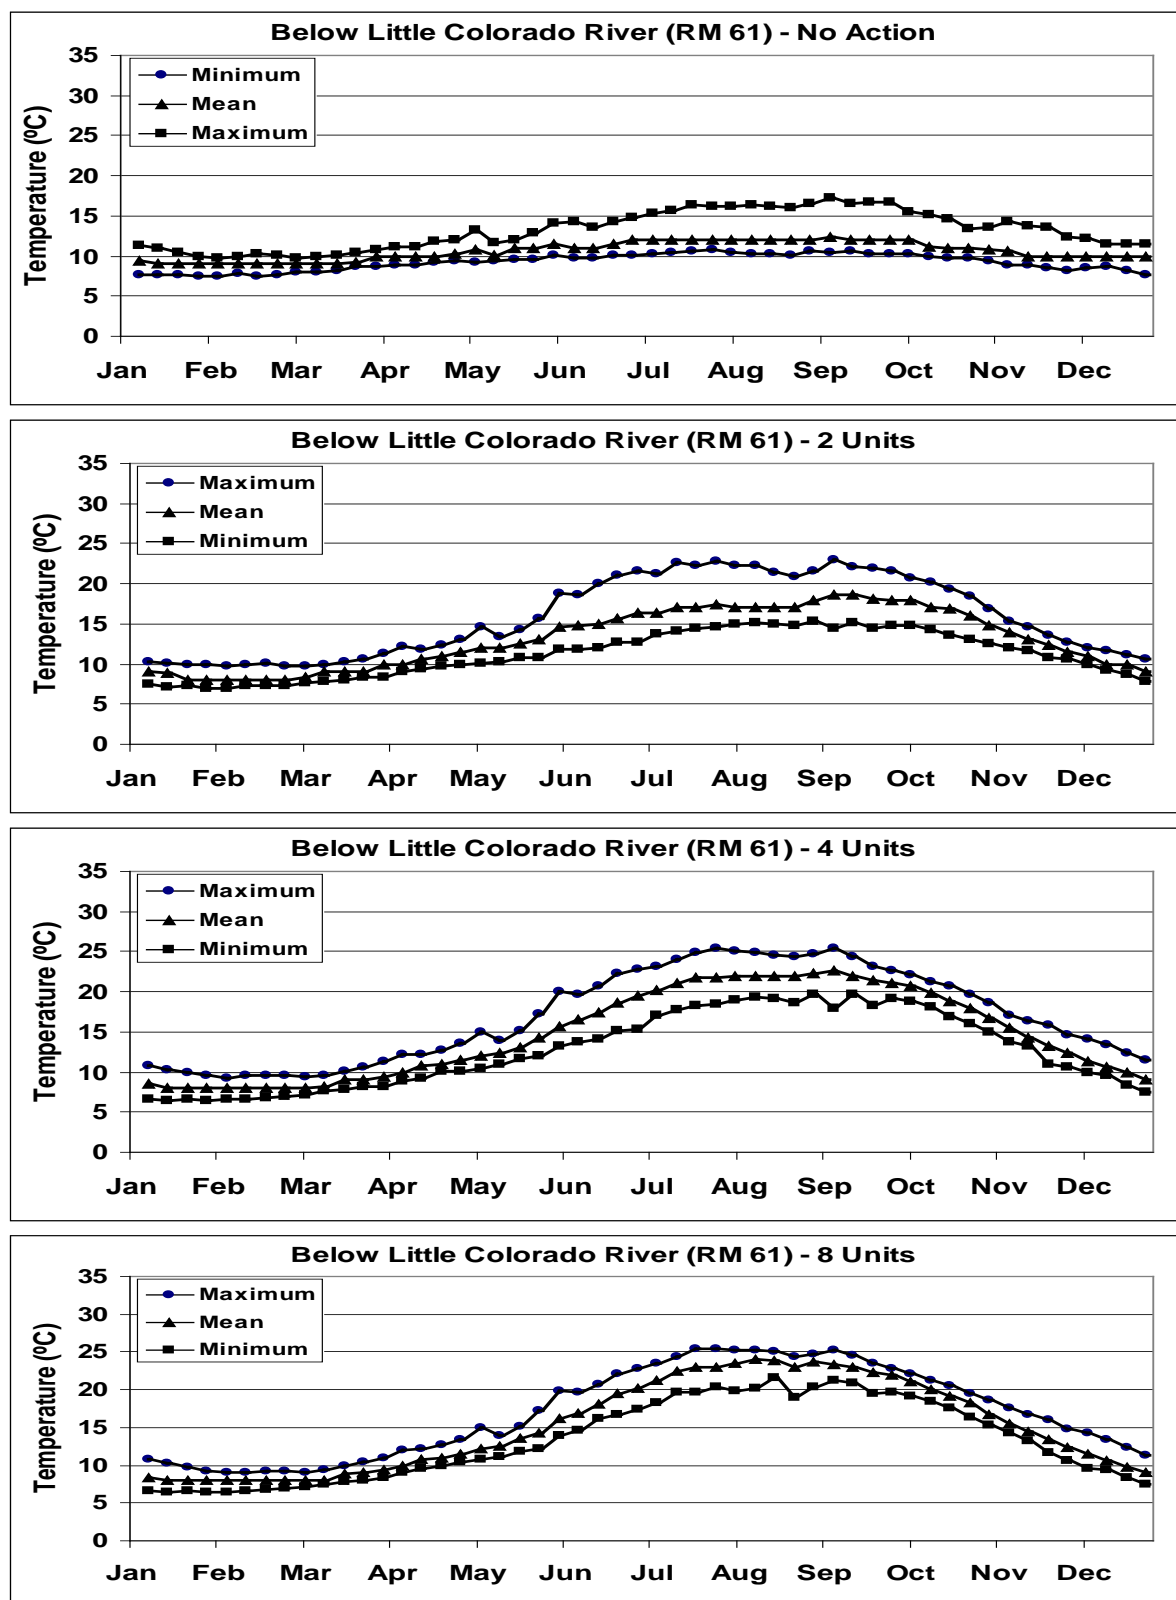 Below Little Colorado River (RM 61) - No Action
35
30
25
20
15
10
5
0
Temperature (ºC)
Minimum
Mean
Maximum
Jan Feb Mar Apr May Jun Jul Aug Sep Oct Nov Dec
Below Little Colorado River (RM 61) - 2 Units
35
30
25
20
15
10
5
0
Temperature (ºC)
Maximum
Mean
Minimum
Jan Feb Mar Apr May Jun Jul Aug Sep Oct Nov Dec
Below Little Colorado River (RM 61) - 4 Units
35
30
25
20
15
10
5
0
Temperature (ºC)
Maximum
Mean
Minimum
Jan Feb Mar Apr May Jun Jul Aug Sep Oct Nov Dec
Below Little Colorado River (RM 61) - 8 Units
35
30
25
20
15
10
5
0
Temperature (ºC)
Maximum
Mean
Minimum
Jan Feb Mar Apr May Jun Jul Aug Sep Oct Nov Dec